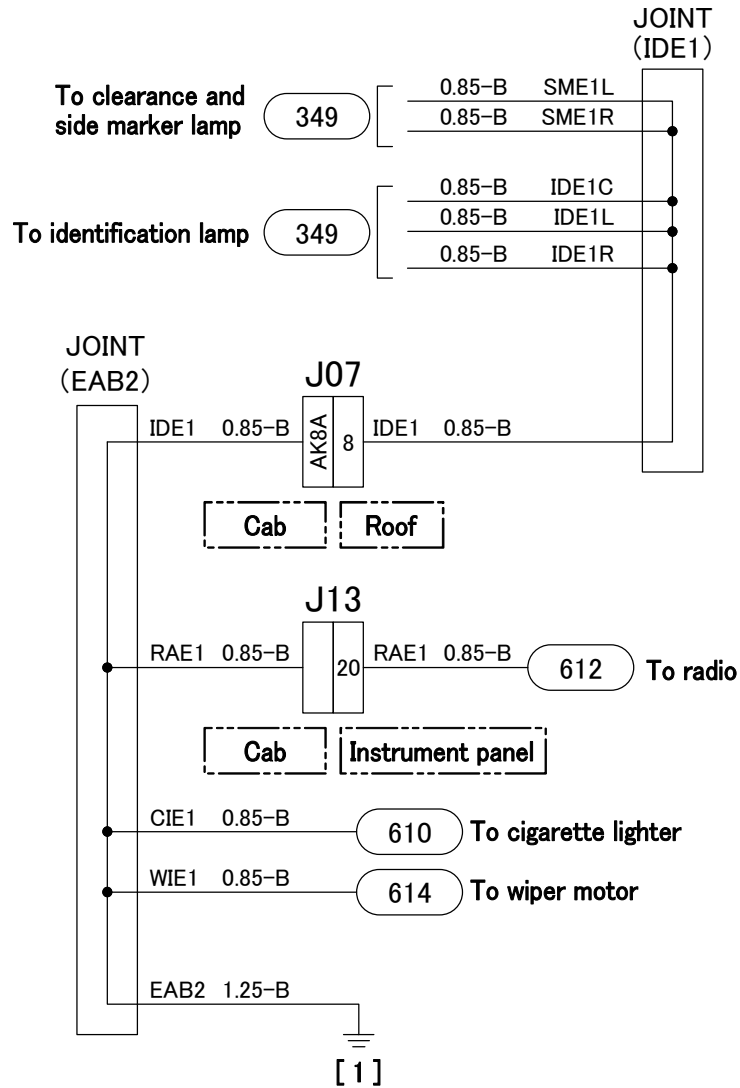 JOINT
(IDE1)
To clearance and
side marker lamp
349
0.85-B SME1L
0.85-B SME1R
To identification lamp
349
0.85-B IDE1C
0.85-B IDE1L
0.85-B IDE1R
JOINT
(EAB2)
J07
IDE1 0.85-B
AK8A
8
IDE1 0.85-B
Cab
Roof
J13
RAE1 0.85-B
20
RAE1 0.85-B
612
To radio
Cab
Instrument panel
CIE1 0.85-B
610
To cigarette lighter
WIE1 0.85-B
614
To wiper motor
EAB2 1.25-B
[1]